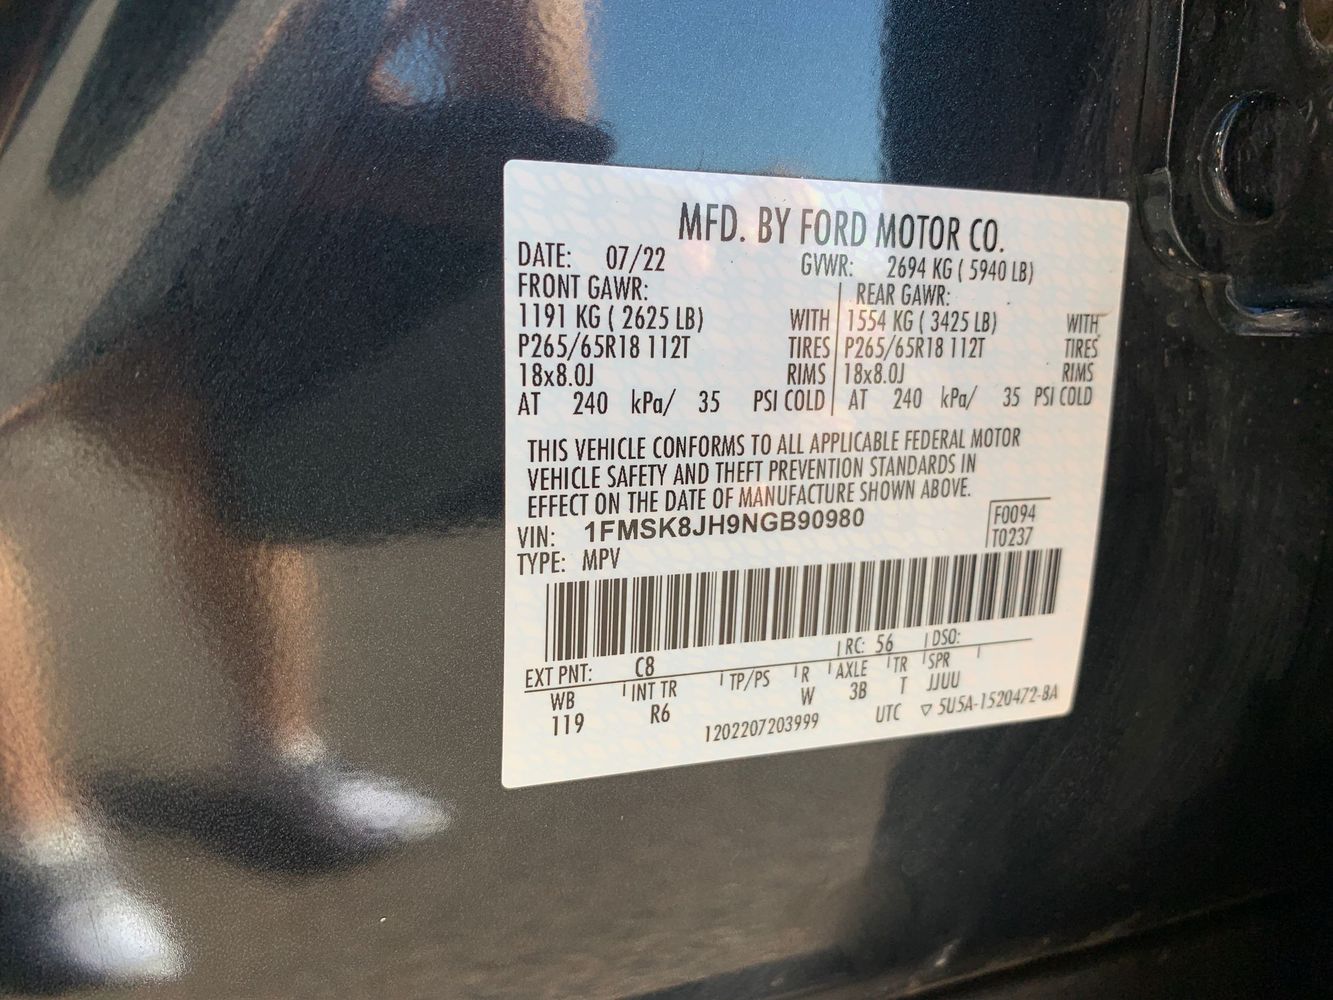 MFD. BY FORD MOTOR CO.
DATE: 07/22 GVWR: 2694 KG ( 5940 LB)
FRONT GAWR: REAR GAWR:
1191 KG ( 2625 LB) WITH 1554 KG ( 3425 LB) WITH
P265/65R18 112T TIRES P265/65R18 112T TIRES
18x8.0J RIMS 18x8.0J RIMS
AT 240 kPa/ 35 PSI COLD AT 240 kPa/ 35 PSI COLD
THIS VEHICLE CONFORMS TO ALL APPLICABLE FEDERAL MOTOR
VEHICLE SAFETY AND THEFT PREVENTION STANDARDS IN
EFFECT ON THE DATE OF MANUFACTURE SHOWN ABOVE.
VIN: 1FMSK8JH9NGB90980 F0094
TYPE: MPV T0237
EXT PNT: C8 RC: 56 DSO:
WB INT TR TP/PS R AXLE TR SPR
119 R6 W 3B T JJUU
1202207203999 UTC ▽ 5U5A-1520472-BA